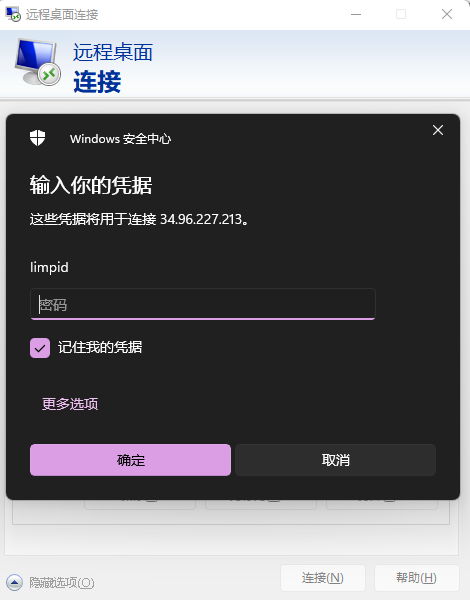 远程桌面连接
远程桌面
连接
Windows 安全中心
输入你的凭据
这些凭据将用于连接 34.96.227.213。
limpid
密码
记住我的凭据
更多选项
确定
取消
隐藏选项(O)
连接(N)
帮助(H)